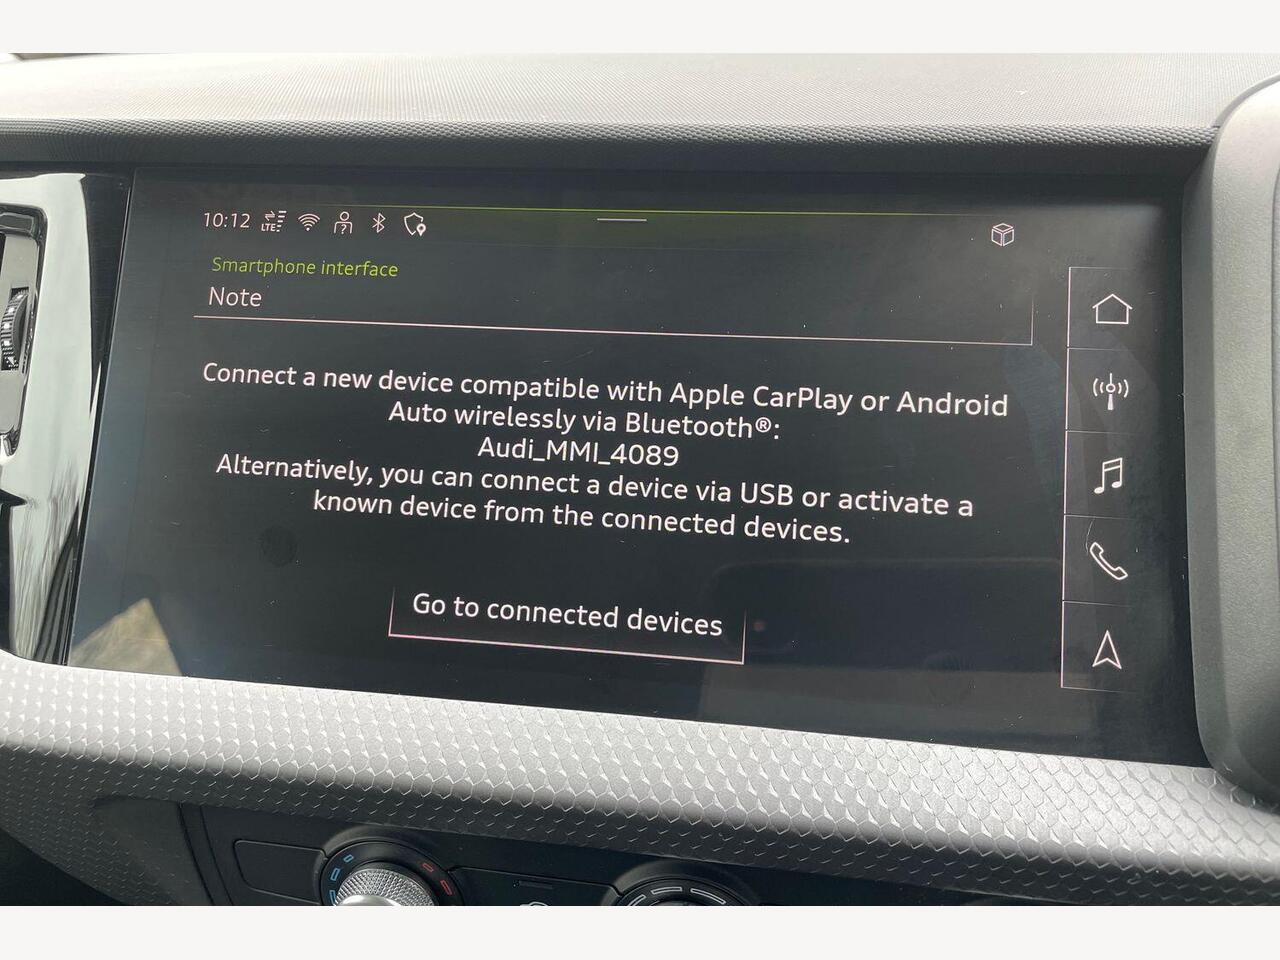 10:12 LTE
Smartphone interface
Note
Connect a new device compatible with Apple CarPlay or Android
Auto wirelessly via Bluetooth®:
Audi_MMI_4089
Alternatively, you can connect a device via USB or activate a
known device from the connected devices.
Go to connected devices